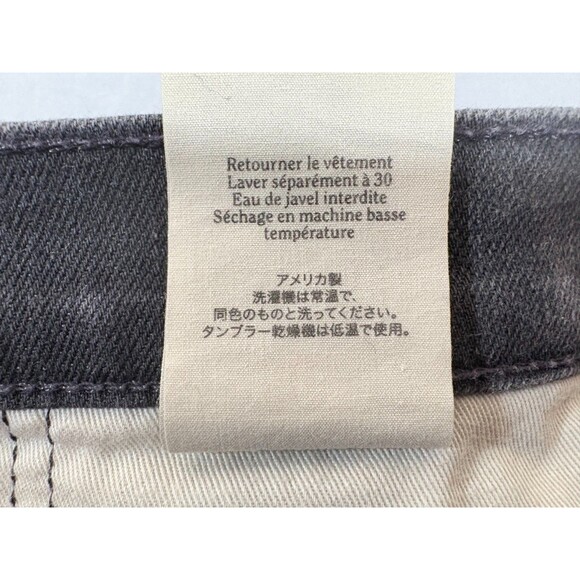 Retourner le vêtement
Laver séparément à 30
Eau de javel interdite
Séchage en machine basse
température
アメリカ製
洗濯機は常温で、
同色のものと洗ってください。
タンブラー乾燥機は低温で使用。